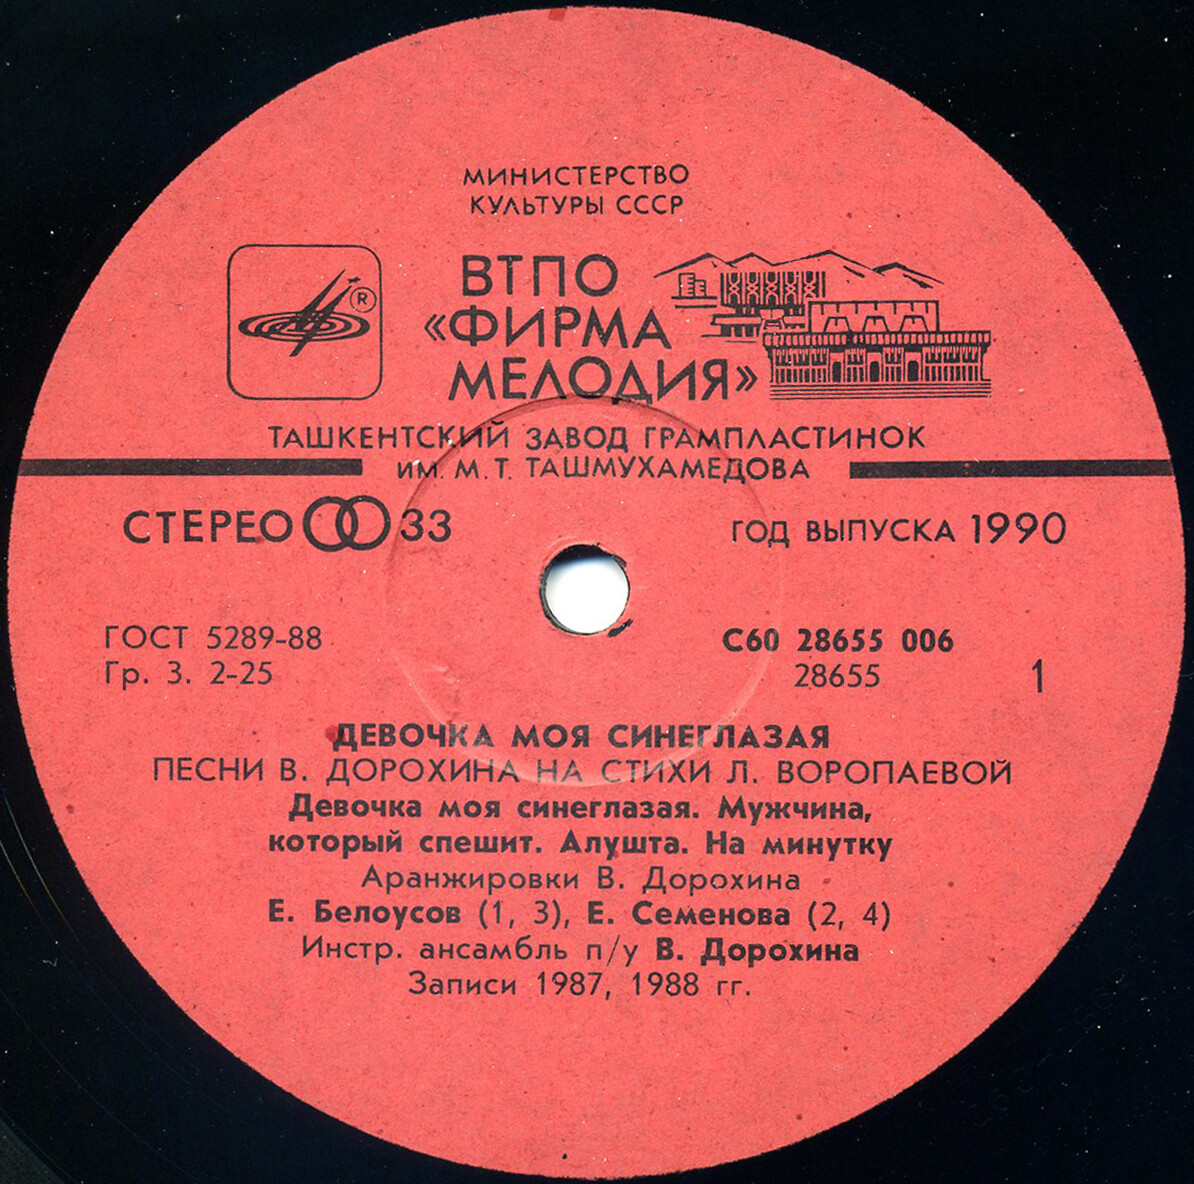 МИНИСТЕРСТВО
КУЛЬТУРЫ СССР
ВТПО
«ФИРМА
МЕЛОДИЯ»
®
ТАШКЕНТСКИЙ ЗАВОД ГРАМПЛАСТИНОК
ИМ. М. Т. ТАШМУХАМЕДОВА
СТЕРЕО 33
ГОД ВЫПУСКА 1990
ГОСТ 5289-88
Гр. 3. 2-25
С60 28655 006
28655
1
ДЕВОЧКА МОЯ СИНЕГЛАЗАЯ
ПЕСНИ В. ДОРОХИНА НА СТИХИ Л. ВОРОПАЕВОЙ
Девочка моя синеглазая. Мужчина,
который спешит. Алушта. На минутку
Аранжировки В. Дорохина
Е. Белоусов (1, 3), Е. Семенова (2, 4)
Инстр. ансамбль п/у В. Дорохина
Записи 1987, 1988 гг.